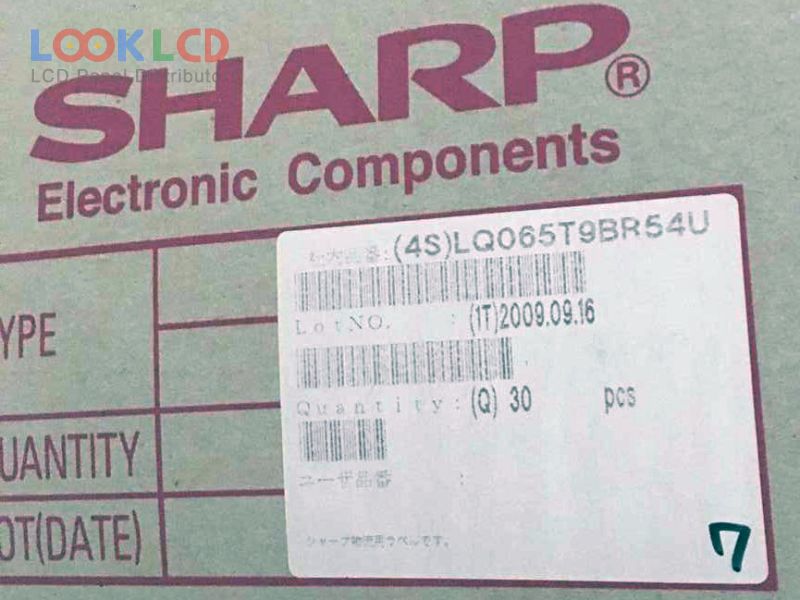 LOOKLCD
LCD Panel Distributor
SHARP®
Electronic Components
YPE
(4S)LQ065T9BR54U
LotNO. : (1T)2009.09.16
Quantity: (Q) 30 pcs
UANTITY
ユーザ品番 :
OT(DATE)
シャープ物流用ラベルです。
7